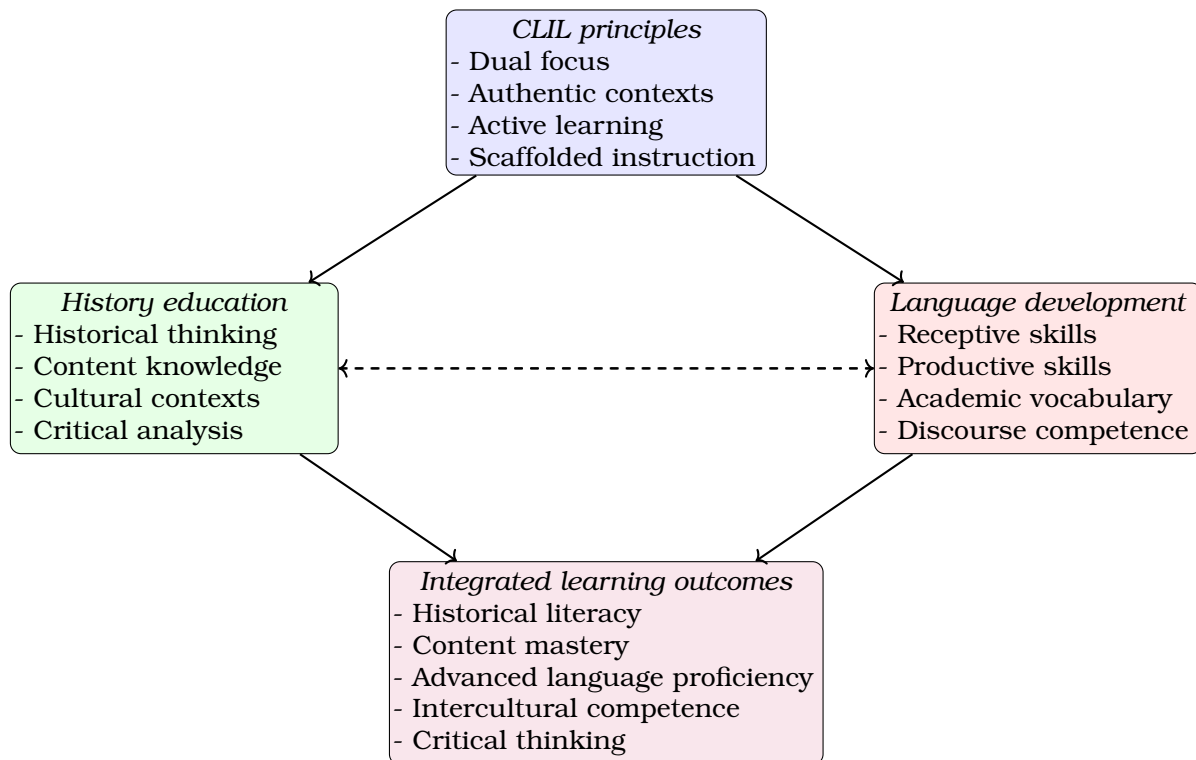 CLIL principles
- Dual focus
- Authentic contexts
- Active learning
- Scaffolded instruction
History education
- Historical thinking
- Content knowledge
- Cultural contexts
- Critical analysis
Language development
- Receptive skills
- Productive skills
- Academic vocabulary
- Discourse competence
Integrated learning outcomes
- Historical literacy
- Content mastery
- Advanced language proficiency
- Intercultural competence
- Critical thinking